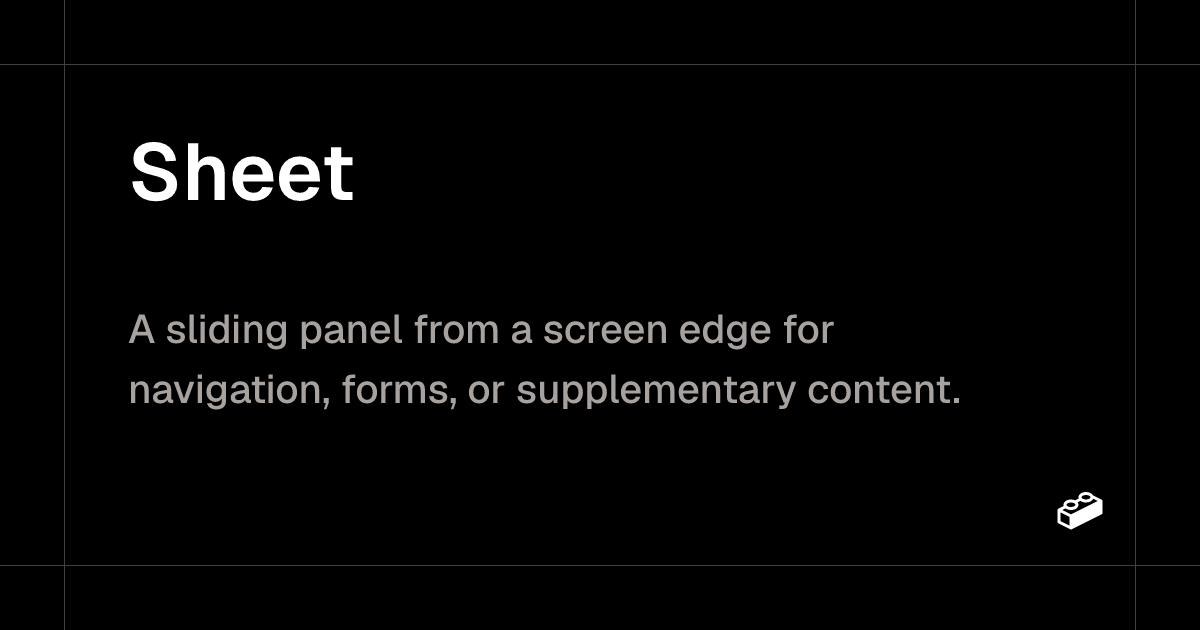 Sheet
A sliding panel from a screen edge for
navigation, forms, or supplementary content.